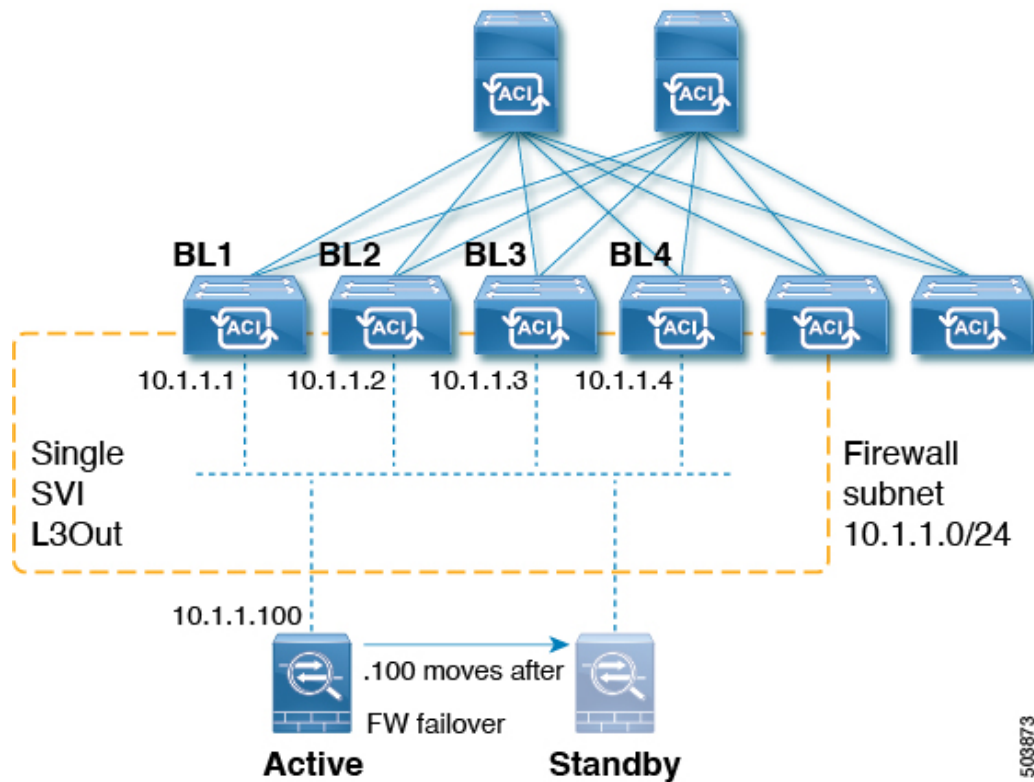 ACI
ACI
BL1
BL2
BL3
BL4
ACI
ACI
ACI
ACI
ACI
ACI
10.1.1.1
10.1.1.2
10.1.1.3
10.1.1.4
Single
SVI
L3Out
Firewall
subnet
10.1.1.0/24
10.1.1.100
.100 moves after
FW failover
Active
Standby
503873